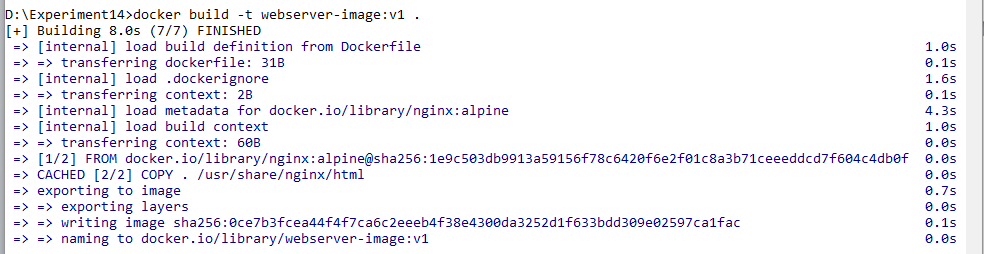 D:\Experiment14>docker build -t webserver-image:v1 .
[+] Building 8.0s (7/7) FINISHED
=> [internal] load build definition from Dockerfile 1.0s
=> => transferring dockerfile: 31B 0.1s
=> [internal] load .dockerignore 1.6s
=> => transferring context: 2B 0.1s
=> [internal] load metadata for docker.io/library/nginx:alpine 4.3s
=> [internal] load build context 1.0s
=> => transferring context: 60B 0.0s
=> [1/2] FROM docker.io/library/nginx:alpine@sha256:1e9c503db9913a59156f78c6420f6e2f01c8a3b71ceeeddcd7f604c4db0f 0.0s
=> CACHED [2/2] COPY . /usr/share/nginx/html 0.0s
=> exporting to image 0.7s
=> => exporting layers 0.0s
=> => writing image sha256:0ce7b3fcea44f4f7ca6c2eeeb4f38e4300da3252d1f633bdd309e02597ca1fac 0.1s
=> => naming to docker.io/library/webserver-image:v1 0.0s